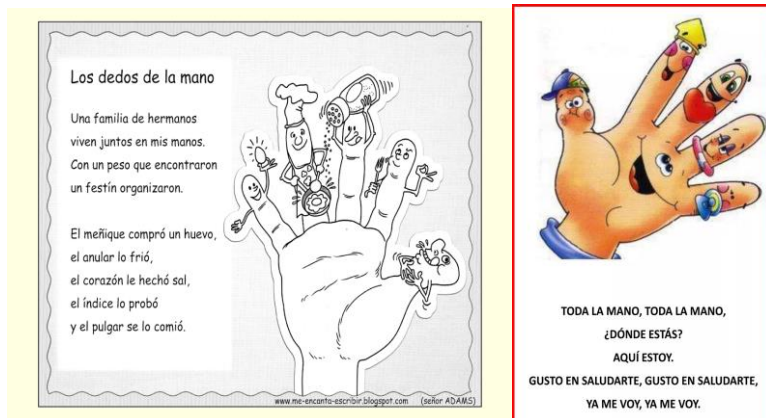 Los dedos de la mano
Una familia de hermanos
viven juntos en mis manos.
Con un peso que encontraron
un festín organizaron.
El meñique compró un huevo,
el anular lo frió,
el corazón le hechó sal,
el índice lo probó
y el pulgar se lo comió.
www.me-encanta-escribir.blogspot.com (señor ADAMS)
TODA LA MANO, TODA LA MANO,
¿DÓNDE ESTÁS?
AQUÍ ESTOY.
GUSTO EN SALUDARTE, GUSTO EN SALUDARTE,
YA ME VOY, YA ME VOY.